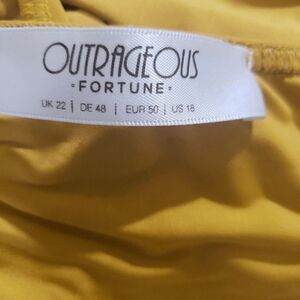 OUTRAGEOUS
• FORTUNE •
UK 22 | DE 48 | EUR 50 | US 18